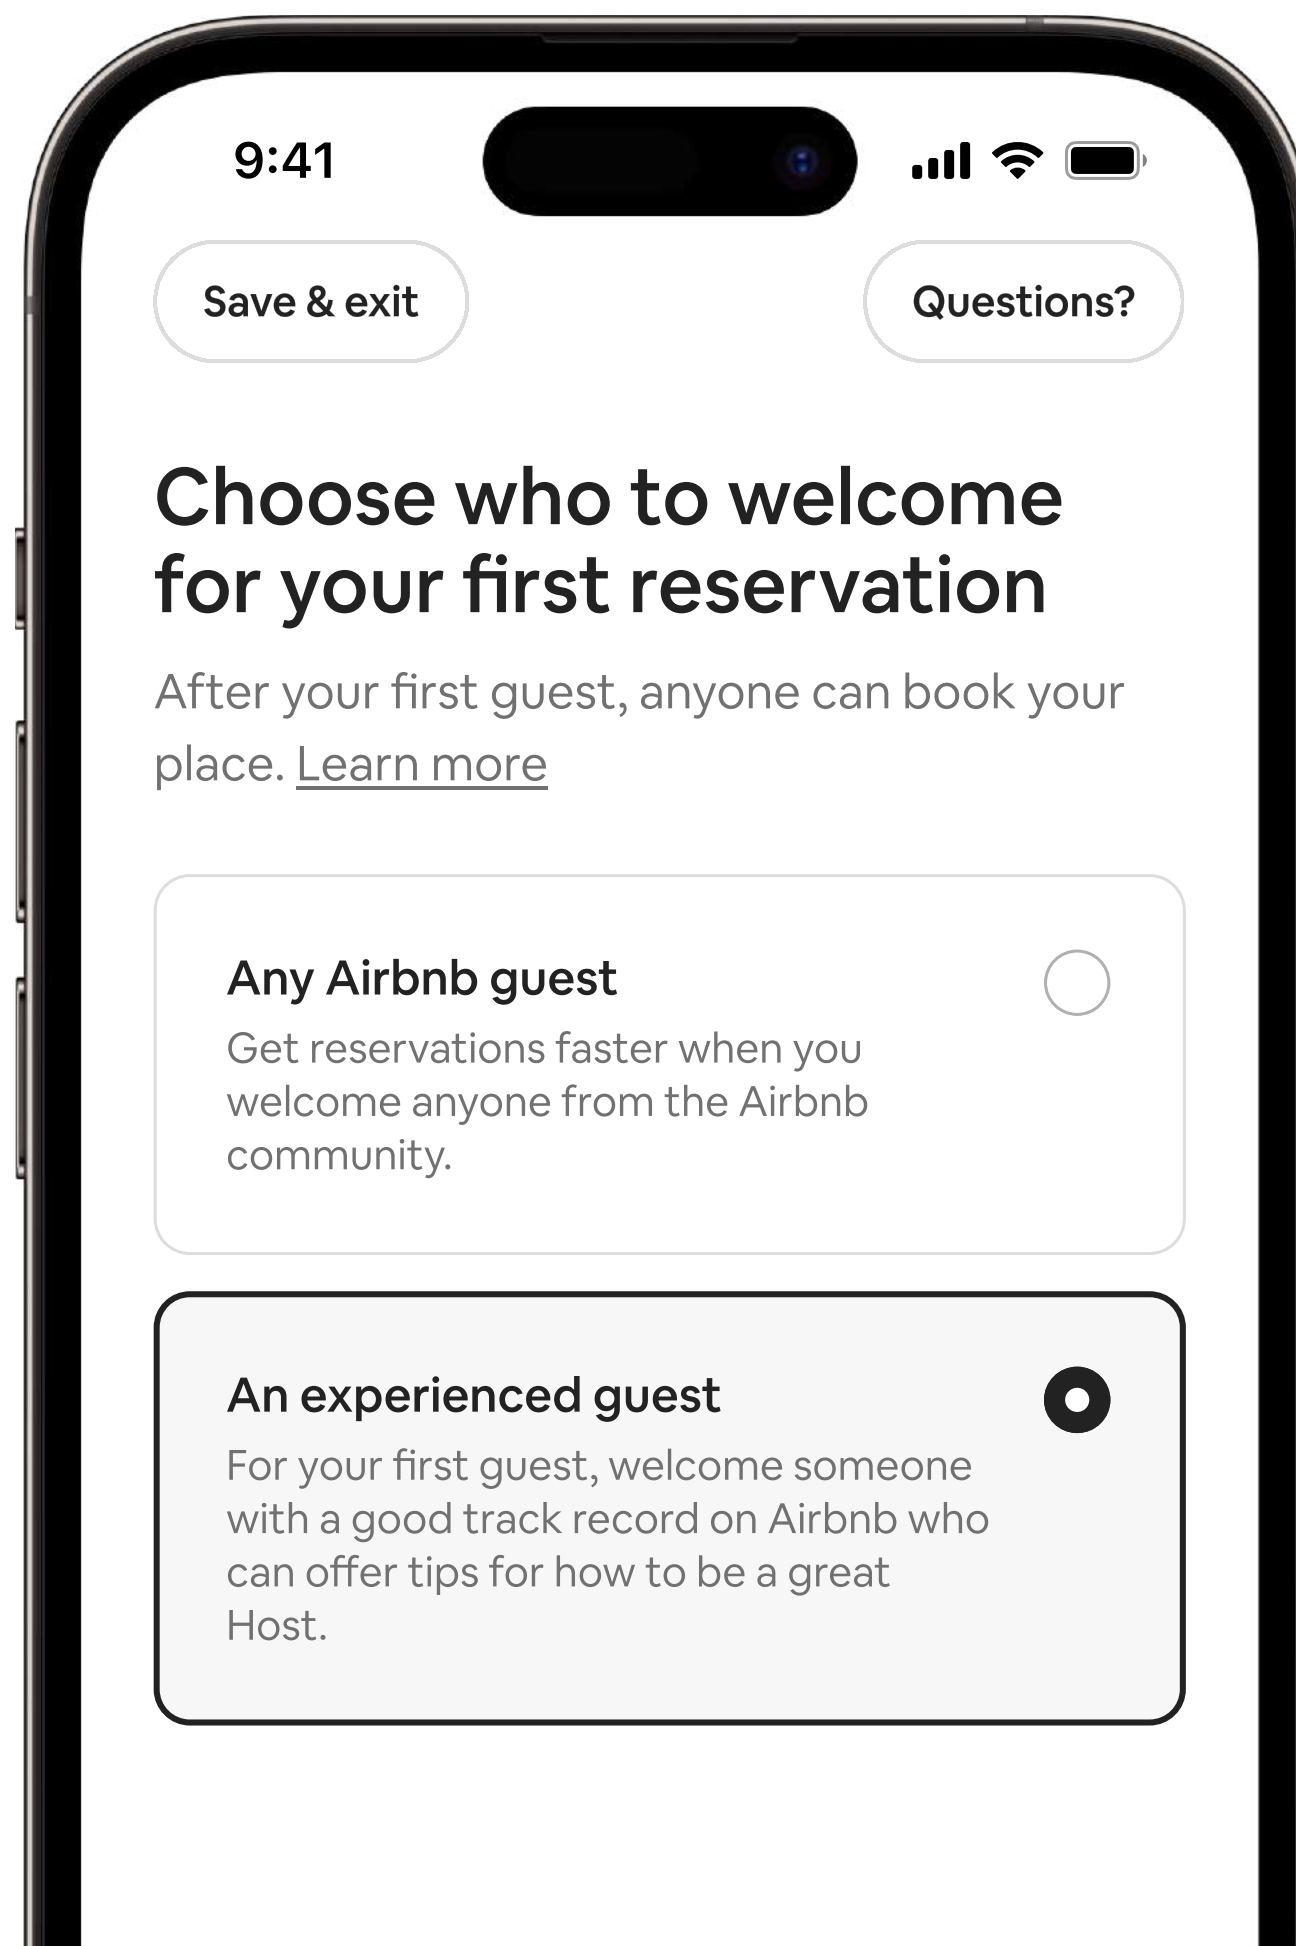 9:41
Save & exit
Questions?
Choose who to welcome
for your first reservation
After your first guest, anyone can book your
place. Learn more
Any Airbnb guest
Get reservations faster when you
welcome anyone from the Airbnb
community.
An experienced guest
For your first guest, welcome someone
with a good track record on Airbnb who
can offer tips for how to be a great
Host.